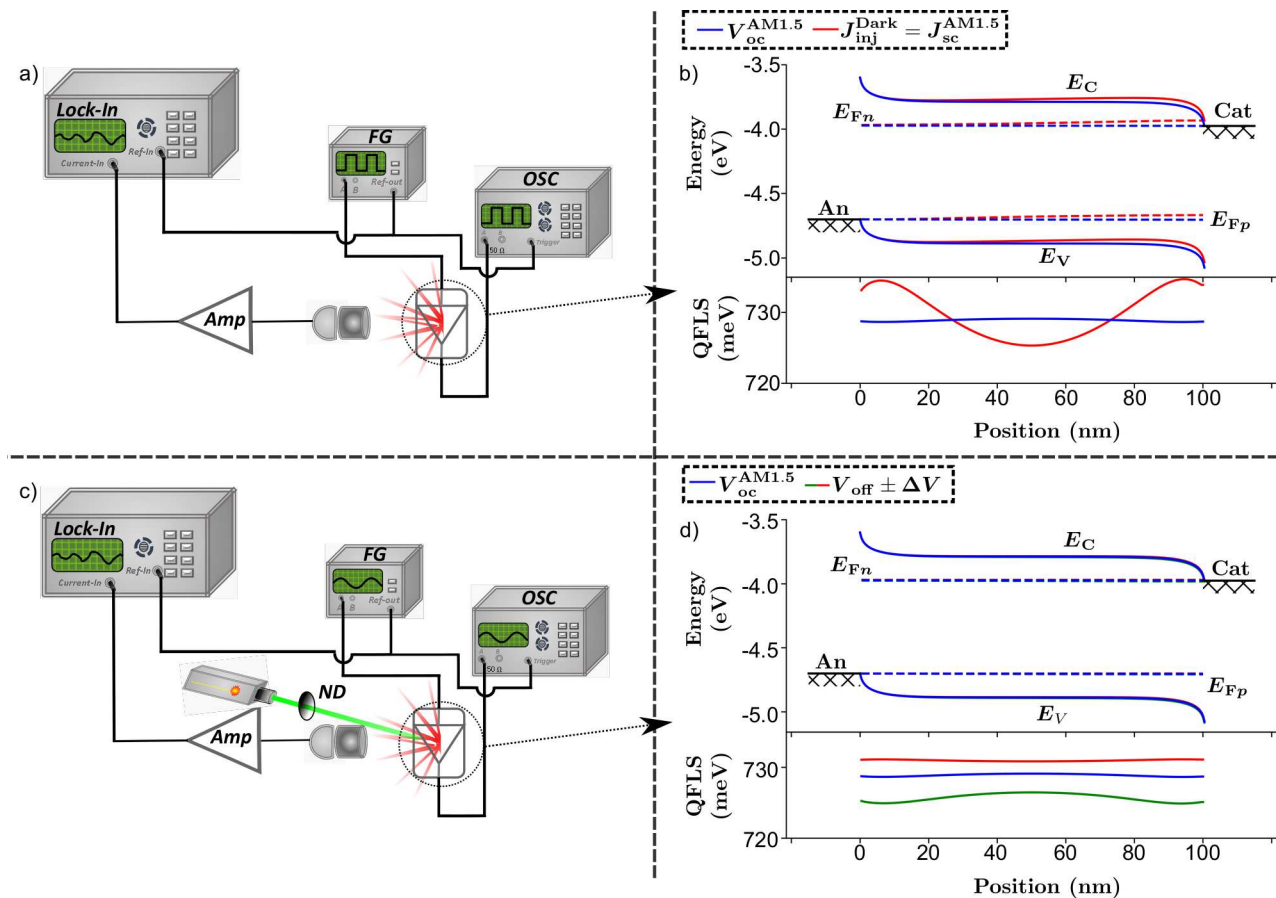 a)
Lock-In
Current-In
Ref-In
FG
A
B
Ref-out
OSC
A
B
50 Ω
Trigger
Amp
b)
V_oc^AM1.5 J_inj^Dark = J_sc^AM1.5
-3.5
-4.0
-4.5
-5.0
Energy
(eV)
E_C
E_Fn
Cat
An
E_Fp
E_V
730
720
QFLS
(meV)
0 20 40 60 80 100
Position (nm)
c)
Lock-In
Current-In
Ref-In
FG
A
B
Ref-out
OSC
A
B
50 Ω
Trigger
ND
Amp
d)
V_oc^AM1.5 V_off ± ΔV
-3.5
-4.0
-4.5
-5.0
Energy
(eV)
E_C
E_Fn
Cat
An
E_Fp
E_V
730
720
QFLS
(meV)
0 20 40 60 80 100
Position (nm)